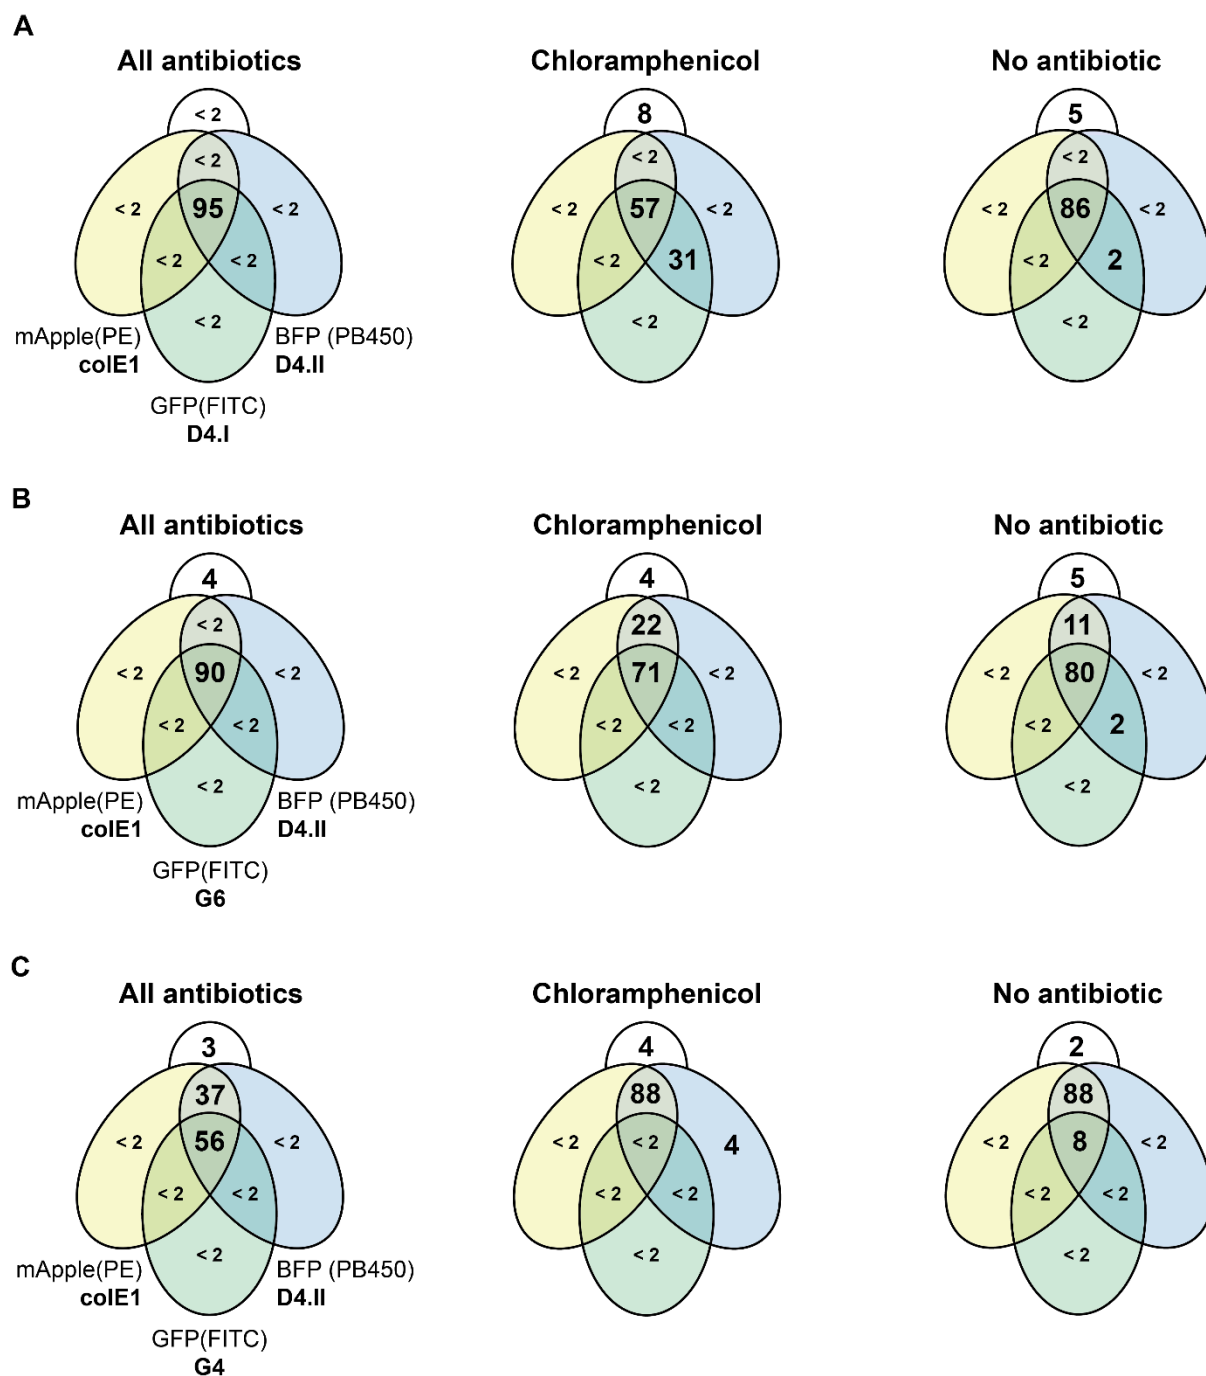 A
All antibiotics Chloramphenicol No antibiotic
< 2 8 5
< 2 < 2 < 2
< 2 95 < 2 < 2 57 < 2 < 2 86 < 2
< 2 < 2 < 2 31 < 2 2
< 2 < 2 < 2
mApple(PE) BFP (PB450)
colE1 D4.II
GFP(FITC)
D4.I
B
All antibiotics Chloramphenicol No antibiotic
4 4 5
< 2 22 11
< 2 90 < 2 < 2 71 < 2 < 2 80 < 2
< 2 < 2 < 2 < 2 < 2 2
< 2 < 2 < 2
mApple(PE) BFP (PB450)
colE1 D4.II
GFP(FITC)
G6
C
All antibiotics Chloramphenicol No antibiotic
3 4 2
37 88 88
< 2 56 < 2 < 2 < 2 4 < 2 8 < 2
< 2 < 2 < 2 < 2 < 2 < 2
< 2 < 2 < 2
mApple(PE) BFP (PB450)
colE1 D4.II
GFP(FITC)
G4